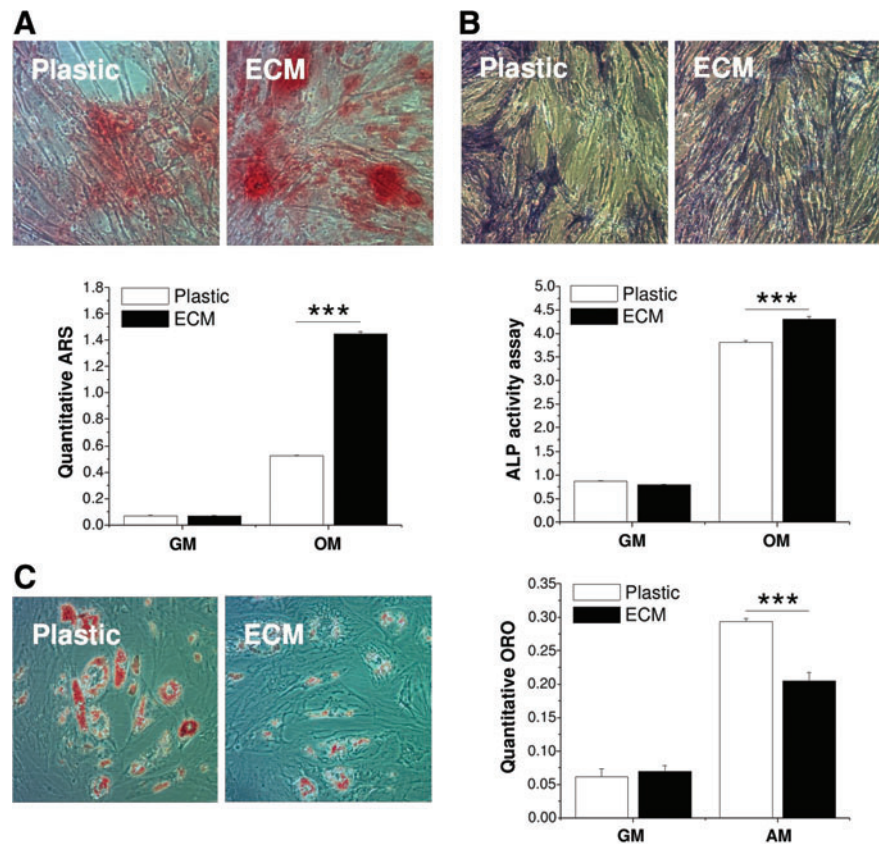 A
Plastic
ECM
B
Plastic
ECM
Quantitative ARS
1.8
1.6
1.4
1.2
1.0
0.8
0.6
0.4
0.2
0.0
Plastic
ECM
***
GM
OM
ALP activity assay
5.0
4.5
4.0
3.5
3.0
2.5
2.0
1.5
1.0
0.5
0.0
Plastic
ECM
***
GM
OM
C
Plastic
ECM
Quantitative ORO
0.35
0.30
0.25
0.20
0.15
0.10
0.05
0.00
Plastic
ECM
***
GM
AM